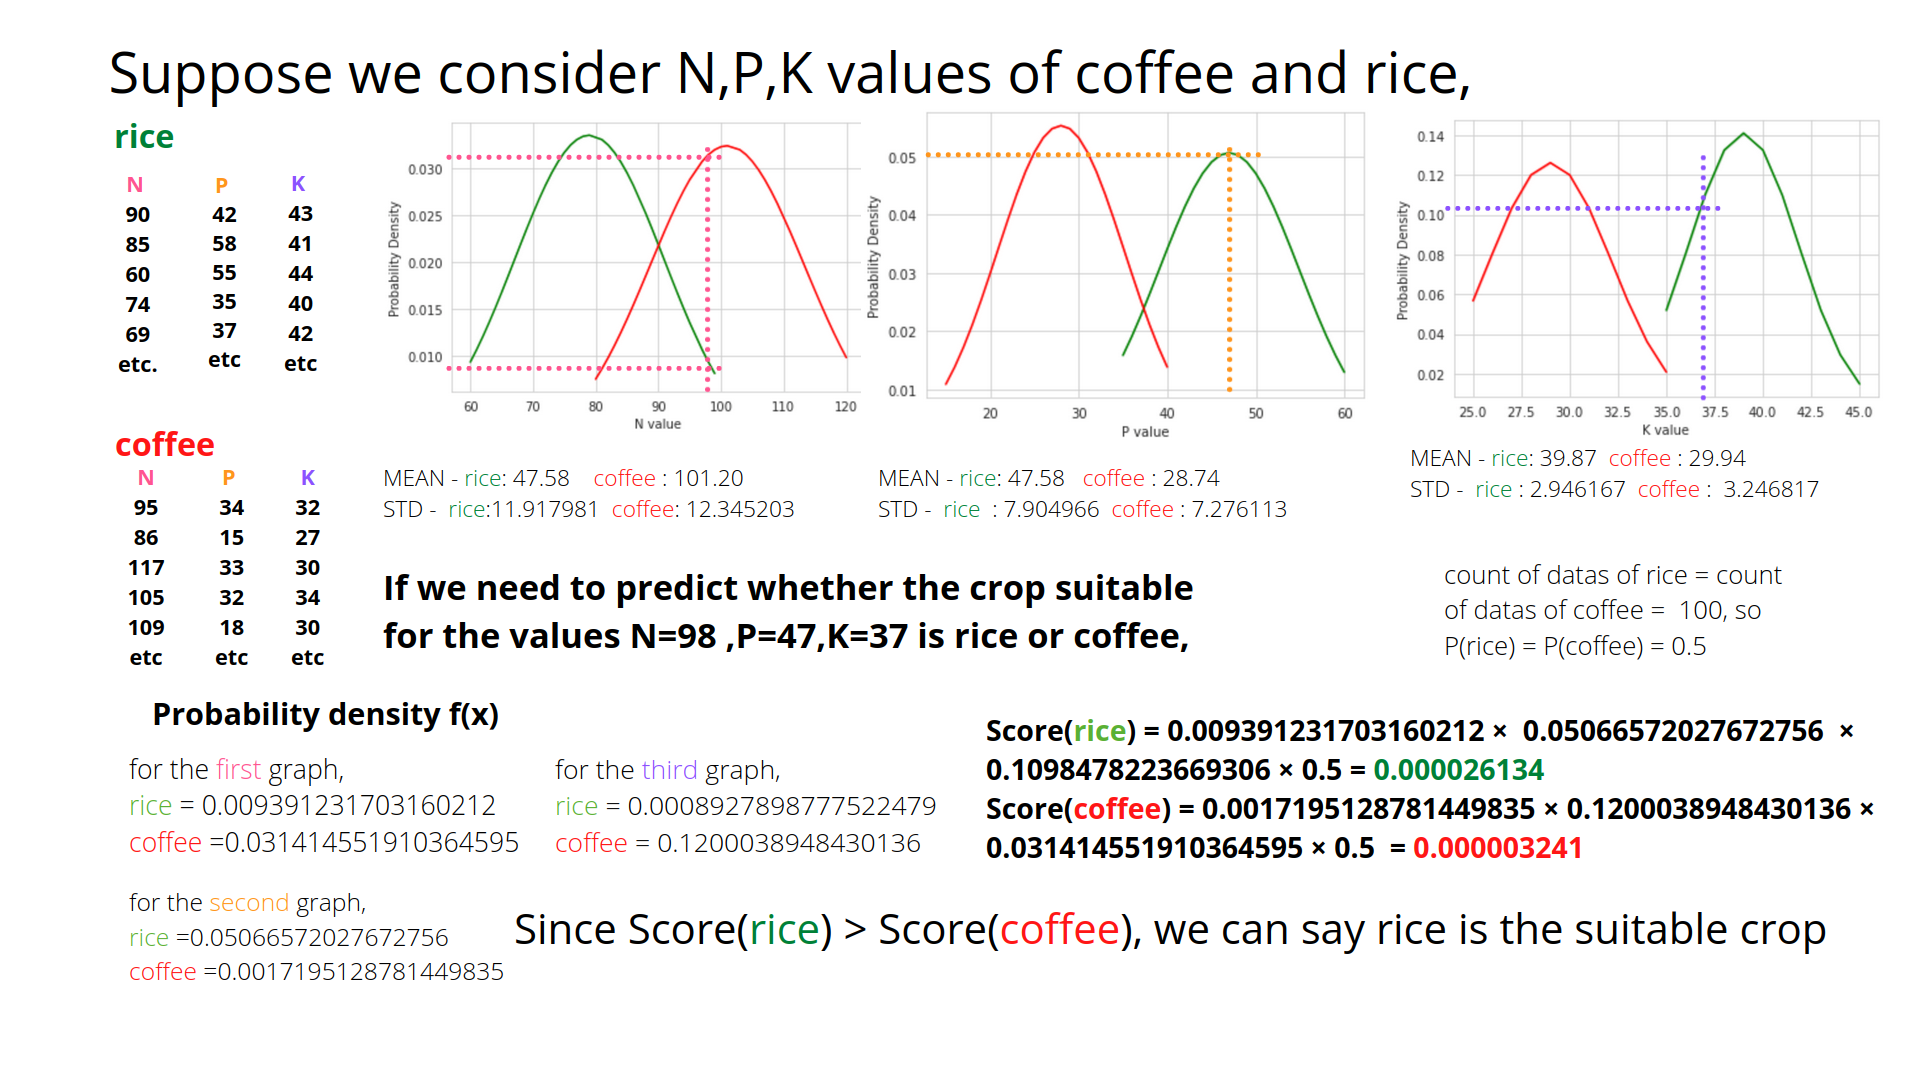 Suppose we consider N,P,K values of coffee and rice,
rice
N P K
90 42 43
85 58 41
60 55 44
74 35 40
69 37 42
etc. etc etc
coffee
N P K
95 34 32
86 15 27
117 33 30
105 32 34
109 18 30
etc etc etc
Probability Density
0.030
0.025
0.020
0.015
0.010
60 70 80 90 100 110 120
N value
Probability Density
0.05
0.04
0.03
0.02
0.01
20 30 40 50 60
P value
Probability Density
0.14
0.12
0.10
0.08
0.06
0.04
0.02
25.0 27.5 30.0 32.5 35.0 37.5 40.0 42.5 45.0
K value
MEAN - rice: 47.58 coffee : 101.20
STD - rice:11.917981 coffee: 12.345203
MEAN - rice: 47.58 coffee : 28.74
STD - rice : 7.904966 coffee : 7.276113
MEAN - rice: 39.87 coffee : 29.94
STD - rice : 2.946167 coffee : 3.246817
If we need to predict whether the crop suitable
for the values N=98 ,P=47,K=37 is rice or coffee,
count of datas of rice = count
of datas of coffee = 100, so
P(rice) = P(coffee) = 0.5
Probability density f(x)
for the first graph,
rice = 0.009391231703160212
coffee =0.031414551910364595
for the third graph,
rice = 0.0008927898777522479
coffee = 0.1200038948430136
for the second graph,
rice =0.05066572027672756
coffee =0.0017195128781449835
Score(rice) = 0.009391231703160212 × 0.05066572027672756 ×
0.1098478223669306 × 0.5 = 0.000026134
Score(coffee) = 0.0017195128781449835 × 0.1200038948430136 ×
0.031414551910364595 × 0.5 = 0.000003241
Since Score(rice) > Score(coffee), we can say rice is the suitable crop